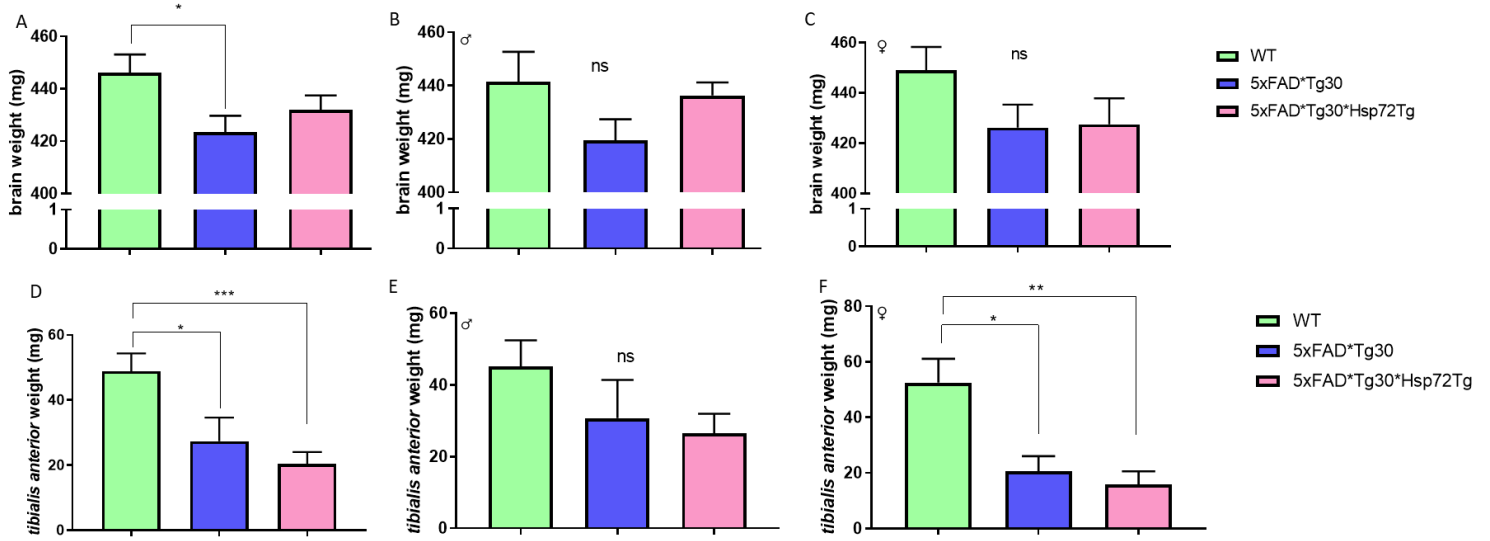 A
*
brain weight (mg)
460
440
420
400
1
0
B
♂
ns
brain weight (mg)
460
440
420
400
1
0
C
♀
ns
brain weight (mg)
460
440
420
400
1
0
WT
5xFAD*Tg30
5xFAD*Tg30*Hsp72Tg
D
***
*
tibialis anterior weight (mg)
60
40
20
0
E
♂
ns
tibialis anterior weight (mg)
60
40
20
0
F
♀
**
*
tibialis anterior weight (mg)
80
60
40
20
0
WT
5xFAD*Tg30
5xFAD*Tg30*Hsp72Tg